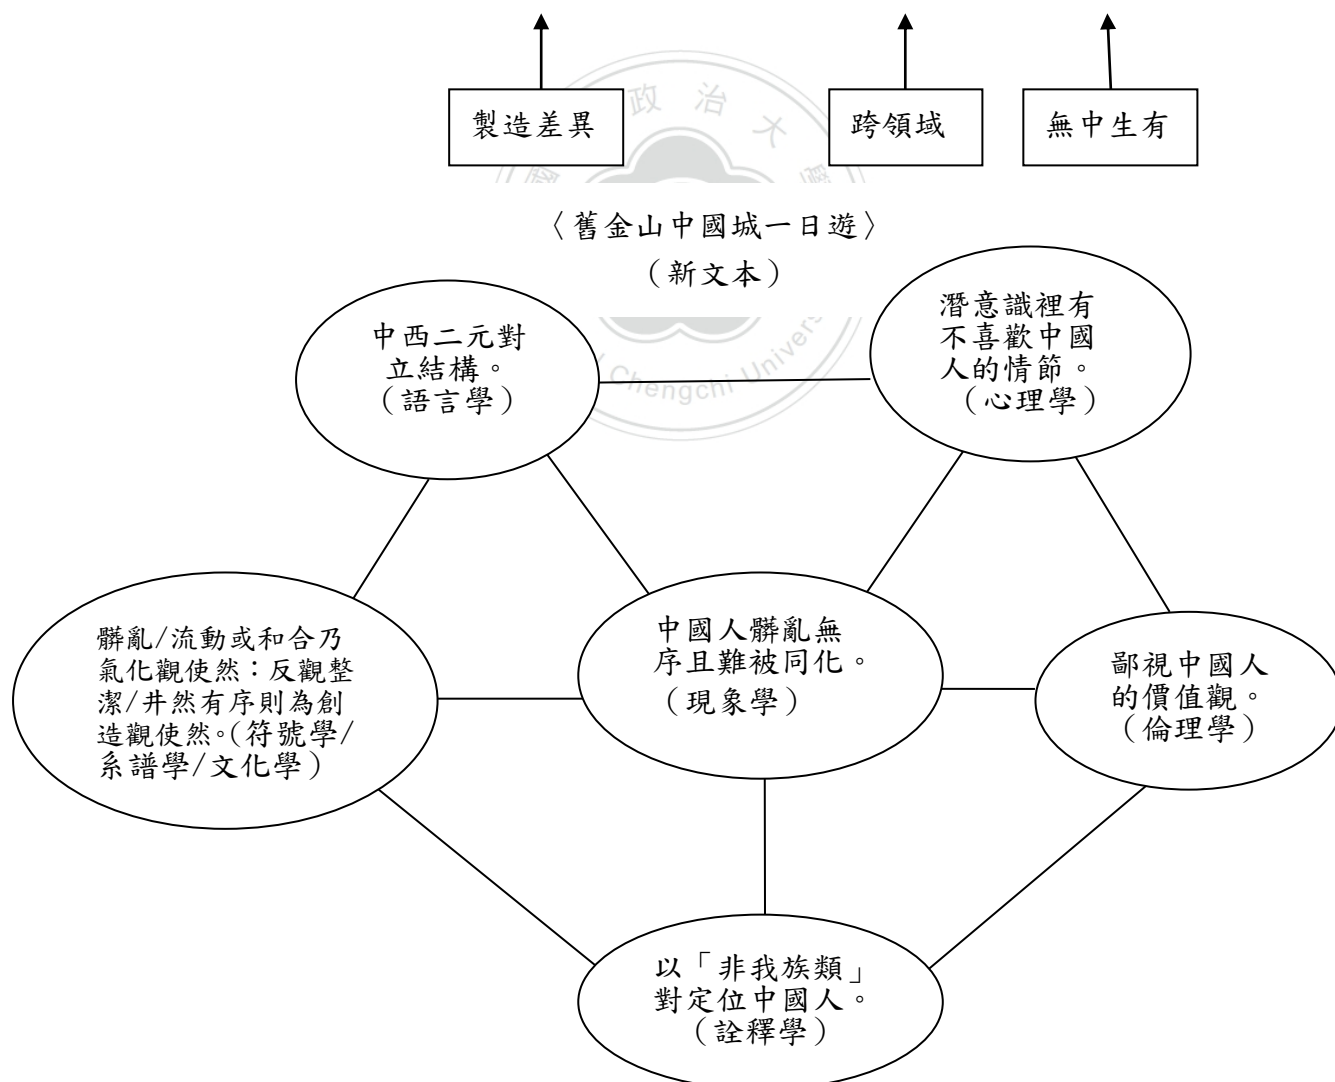 製造差異
跨領域
無中生有
政治大學
〈舊金山中國城一日遊〉
（新文本）
中西二元對
立結構。
（語言學）
潛意識裡有
不喜歡中國
人的情節。
（心理學）
Chengchi Univers
髒亂/流動或和合乃
氣化觀使然：反觀整
潔/井然有序則為創
造觀使然。(符號學/
系譜學/文化學）
中國人髒亂無
序且難被同化。
（現象學）
鄙視中國人
的價值觀。
（倫理學）
以「非我族類」
對定位中國人。
（詮釋學）